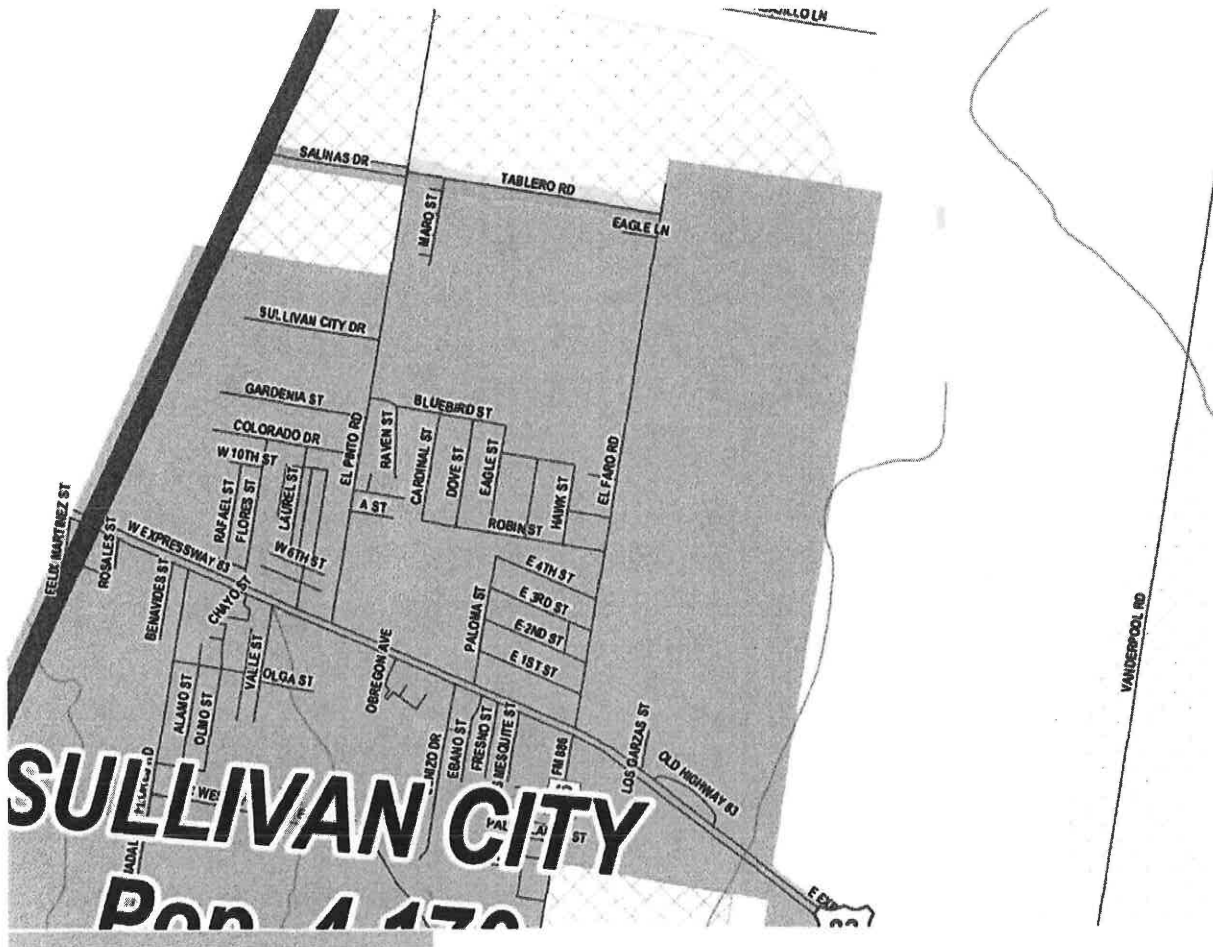 SALINAS DR
TABLERO RD
MARO ST
EAGLE LN
SULLIVAN CITY DR
GARDENIA ST
BLUEBIRD ST
COLORADO DR
EL PINTO RD
RAVEN ST
CARDINAL ST
DOVE ST
EAGLE ST
EL FARO RD
W 10TH ST
RAFAEL ST
FLORES ST
LAUREL ST
A ST
HAWK ST
ROBIN ST
FELIX MARTINEZ ST
ROSALES ST
W EXPRESSWAY 83
W 6TH ST
E 4TH ST
BENAVIDES ST
CHAYO ST
E 3RD ST
PALOMA ST
E 2ND ST
VANDERPOOL RD
OBREGON AVE
E 1ST ST
VALLE ST
OLGA ST
ALAMO ST
OLMO ST
EBANO ST
FRESNO ST
MESQUITE ST
FM 886
LOS GARZAS ST
OLD HIGHWAY 83
SULLIVAN CITY
ST
Pop. 4,170
83